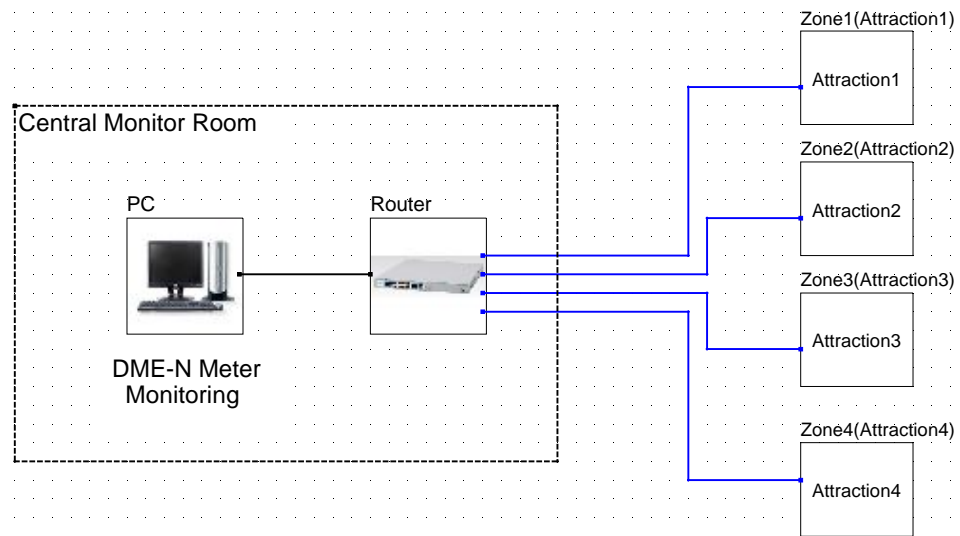 Zone1(Attraction1)
Attraction1
Central Monitor Room
Zone2(Attraction2)
Attraction2
PC
Router
Zone3(Attraction3)
Attraction3
DME-N Meter
Monitoring
Zone4(Attraction4)
Attraction4